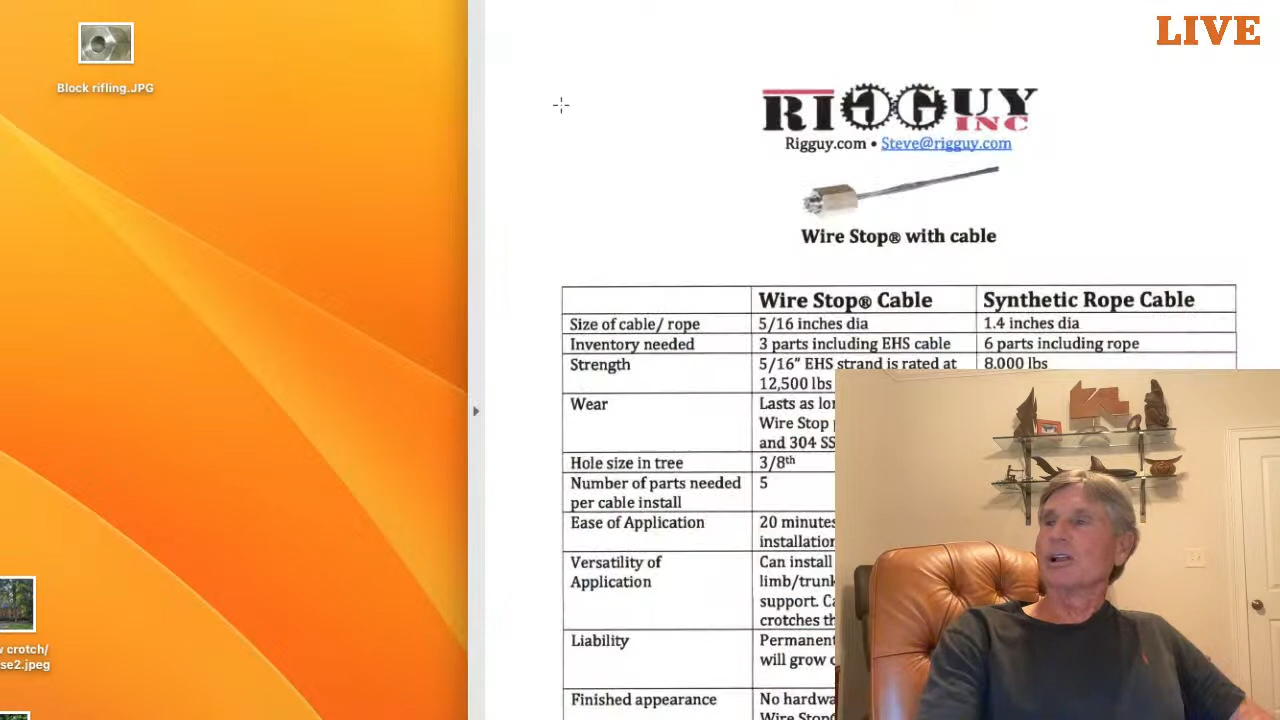 LIVE
Block rifling.JPG
RIGGUY
INC
Rigguy.com • Steve@rigguy.com
Wire Stop® with cable
Wire Stop® Cable Synthetic Rope Cable
Size of cable/ rope 5/16 inches dia 1.4 inches dia
Inventory needed 3 parts including EHS cable 6 parts including rope
Strength 5/16" EHS strand is rated at 8.000 lbs
12,500 lbs
Wear Lasts as
Wire Stop
and 304 SS
Hole size in tree 3/8th
Number of parts needed 5
per cable install
Ease of Application 20 minutes
installation
Versatility of Can install
Application limb/trunk
support.
crotches
Liability Permanent
will grow
Finished appearance No
Wire Stop
crotch/
se2.jpeg